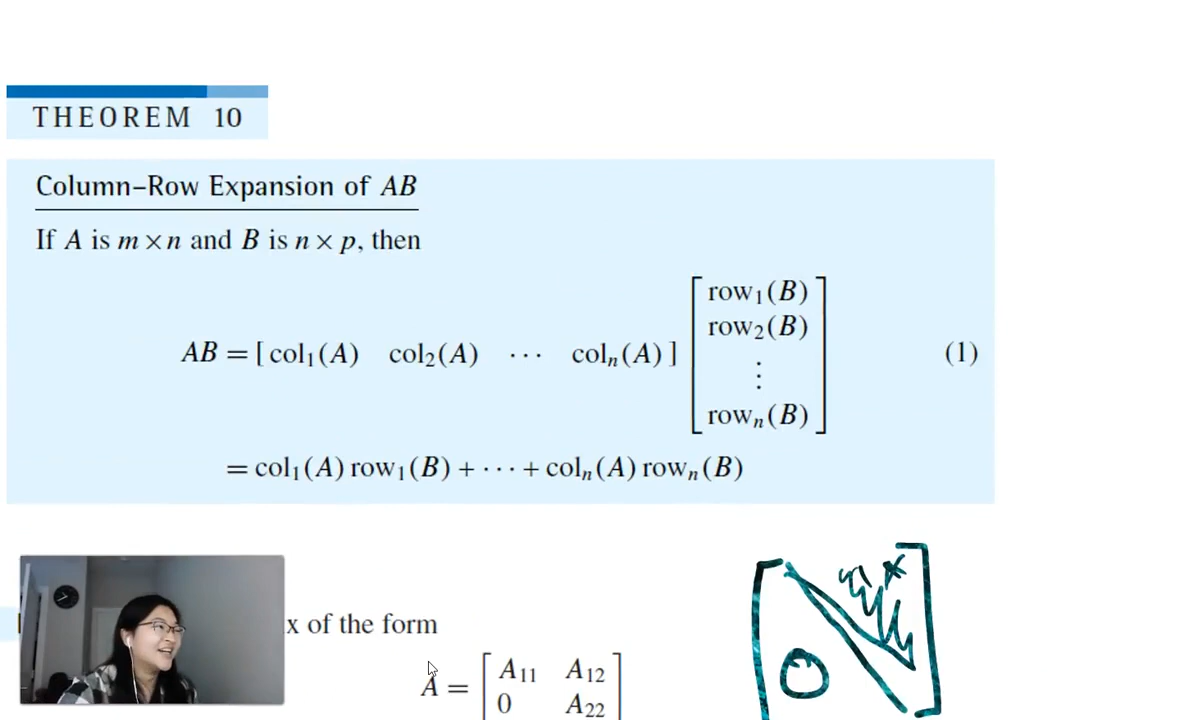 THEOREM 10
Column–Row Expansion of AB
If A is m × n and B is n × p, then
AB = [ col₁(A) col₂(A) ⋯ colₙ(A) ] [ row₁(B)
row₂(B)
⋮
rowₙ(B) ] (1)
= col₁(A) row₁(B) + ⋯ + colₙ(A) rowₙ(B)
x of the form
A = [ A₁₁ A₁₂
0 A₂₂
0 *